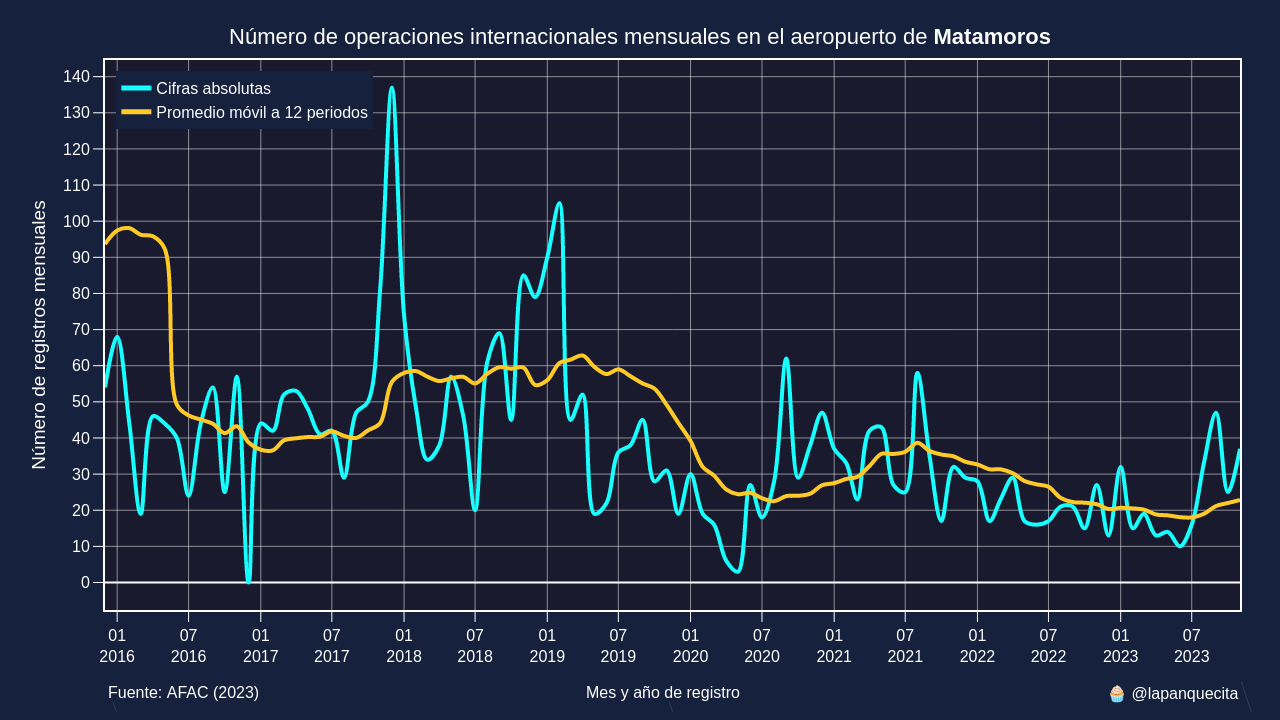 Número de operaciones internacionales mensuales en el aeropuerto de Matamoros
Cifras absolutas
Promedio móvil a 12 periodos
Número de registros mensuales
140
130
120
110
100
90
80
70
60
50
40
30
20
10
0
01 07 01 07 01 07 01 07 01 07 01 07 01 07 01 07
2016 2016 2017 2017 2018 2018 2019 2019 2020 2020 2021 2021 2022 2022 2023 2023
Fuente: AFAC (2023)
Mes y año de registro
🧁 @lapanquecita